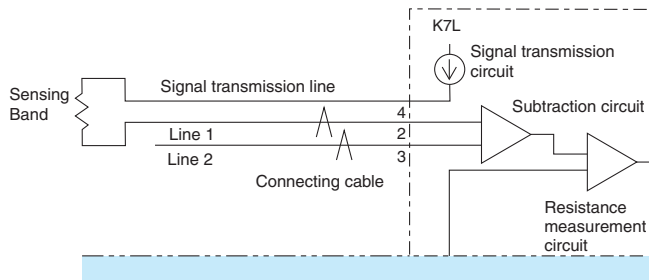 K7L
Signal transmission
circuit
Signal transmission line
Sensing
Band
4
Subtraction circuit
Line 1
2
Line 2
3
Connecting cable
Resistance
measurement
circuit